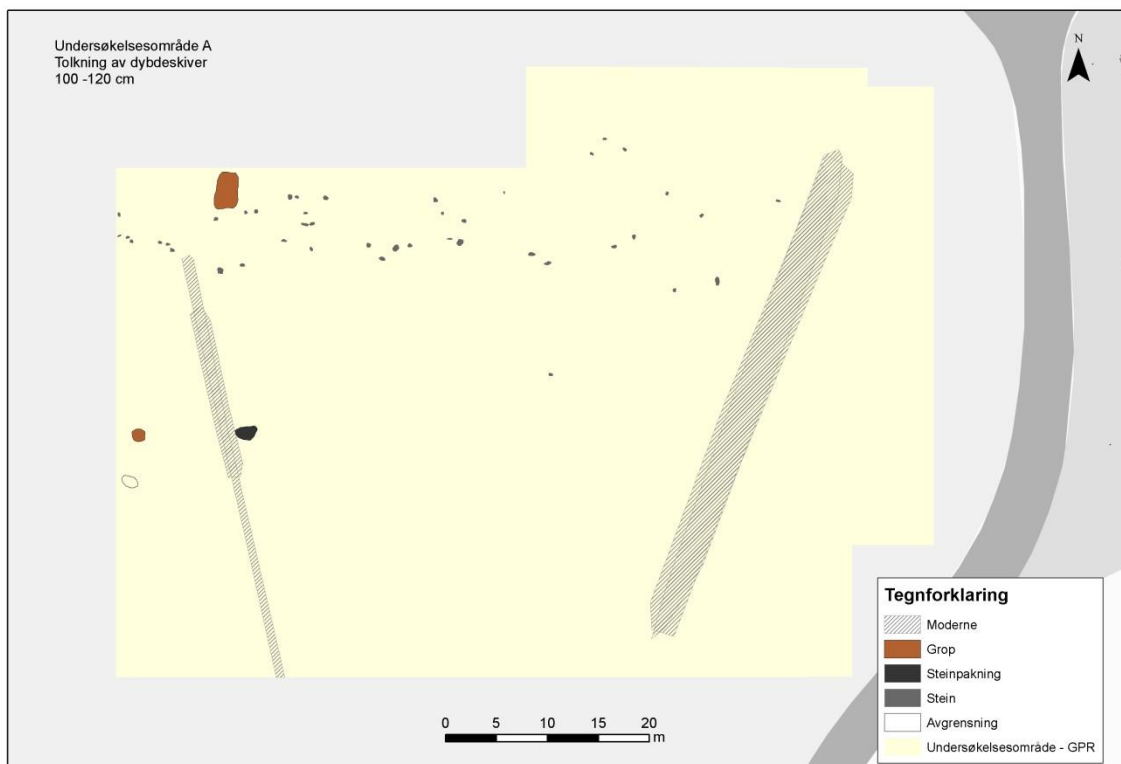 Undersøkelsesområde A
Tolkning av dybdeskiver
100 -120 cm
N
Tegnforklaring
Moderne
Grop
Steinpakning
Stein
Avgrensning
Undersøkelsesområde - GPR
0 5 10 15 20
m